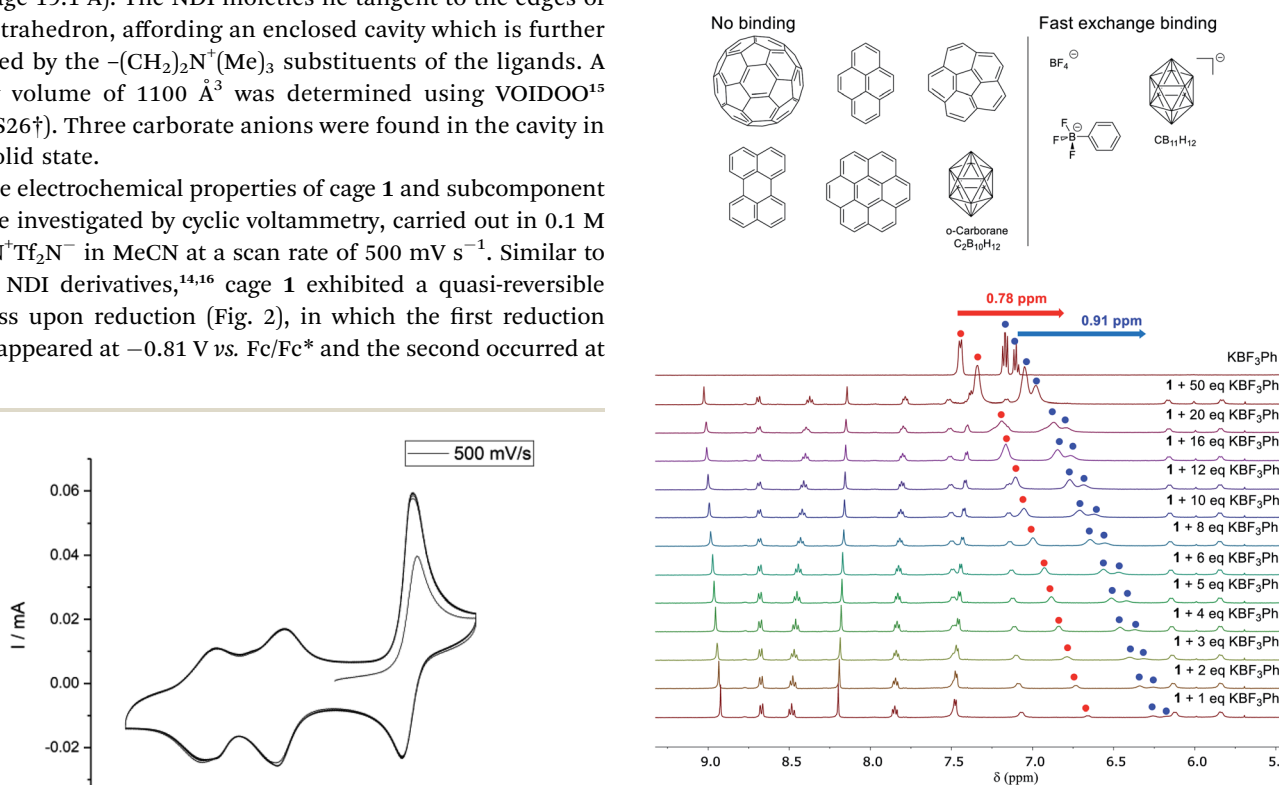 trahedron, affording an enclosed cavity which is further
ed by the –(CH₂)₂N⁺(Me)₃ substituents of the ligands. A
volume of 1100 Å³ was determined using VOIDOO¹⁵
S26†). Three carborate anions were found in the cavity in
olid state.
e electrochemical properties of cage 1 and subcomponent
e investigated by cyclic voltammetry, carried out in 0.1 M
N⁺Tf₂N⁻ in MeCN at a scan rate of 500 mV s⁻¹. Similar to
NDI derivatives,¹⁴,¹⁶ cage 1 exhibited a quasi-reversible
ss upon reduction (Fig. 2), in which the first reduction
appeared at −0.81 V vs. Fc/Fc* and the second occurred at
500 mV/s
0.06
0.04
0.02
0.00
-0.02
I / mA
No binding
Fast exchange binding
BF₄ ⊖
⊖
F
F
F
B
⊖
CB₁₁H₁₂
o-Carborane
C₂B₁₀H₁₂
0.78 ppm
0.91 ppm
KBF₃Ph
1 + 50 eq KBF₃Ph
1 + 20 eq KBF₃Ph
1 + 16 eq KBF₃Ph
1 + 12 eq KBF₃Ph
1 + 10 eq KBF₃Ph
1 + 8 eq KBF₃Ph
1 + 6 eq KBF₃Ph
1 + 5 eq KBF₃Ph
1 + 4 eq KBF₃Ph
1 + 3 eq KBF₃Ph
1 + 2 eq KBF₃Ph
1 + 1 eq KBF₃Ph
9.0 8.5 8.0 7.5 7.0 6.5 6.0 5.
δ (ppm)